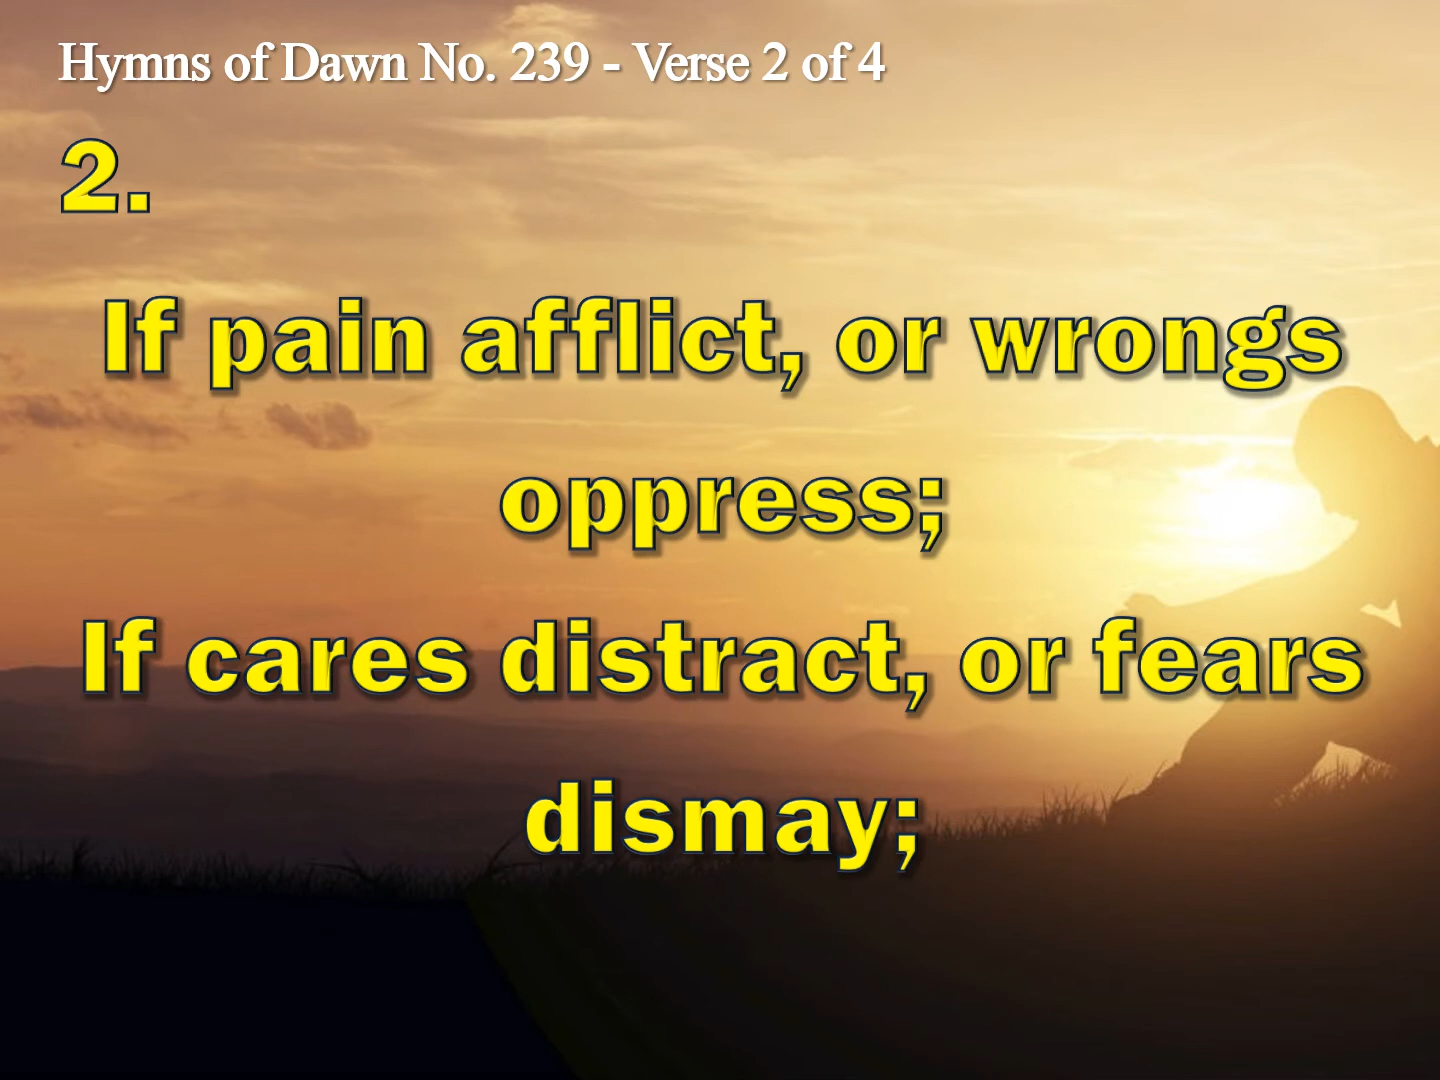 Hymns of Dawn No. 239 - Verse 2 of 4
2.
If pain afflict, or wrongs
oppress;
If cares distract, or fears
dismay;